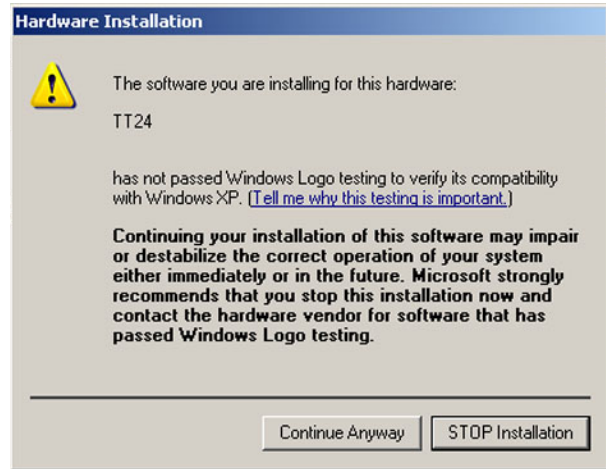 Hardware Installation
The software you are installing for this hardware:
TT24
has not passed Windows Logo testing to verify its compatibility
with Windows XP. (Tell me why this testing is important.)
Continuing your installation of this software may impair
or destabilize the correct operation of your system
either immediately or in the future. Microsoft strongly
recommends that you stop this installation now and
contact the hardware vendor for software that has
passed Windows Logo testing.
Continue Anyway
STOP Installation